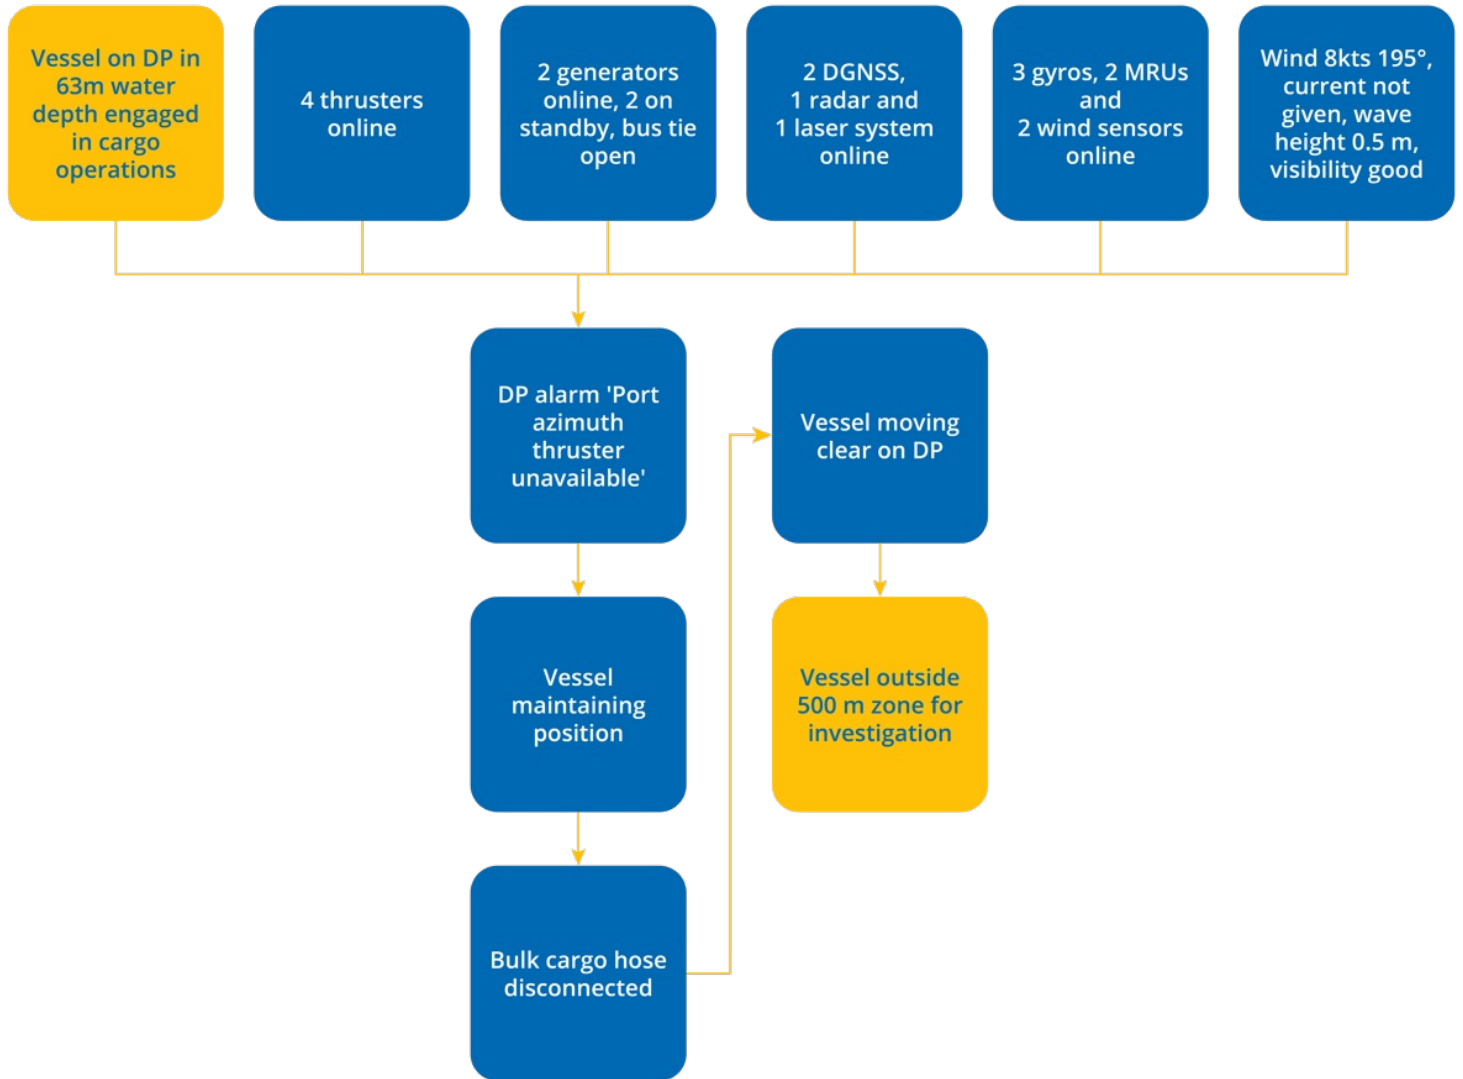 Vessel on DP in
63m water
depth engaged
in cargo
operations
4 thrusters
online
2 generators
online, 2 on
standby, bus tie
open
2 DGNSS,
1 radar and
1 laser system
online
3 gyros, 2 MRUs
and
2 wind sensors
online
Wind 8kts 195°,
current not
given, wave
height 0.5 m,
visibility good
DP alarm 'Port
azimuth
thruster
unavailable'
Vessel
maintaining
position
Bulk cargo hose
disconnected
Vessel moving
clear on DP
Vessel outside
500 m zone for
investigation